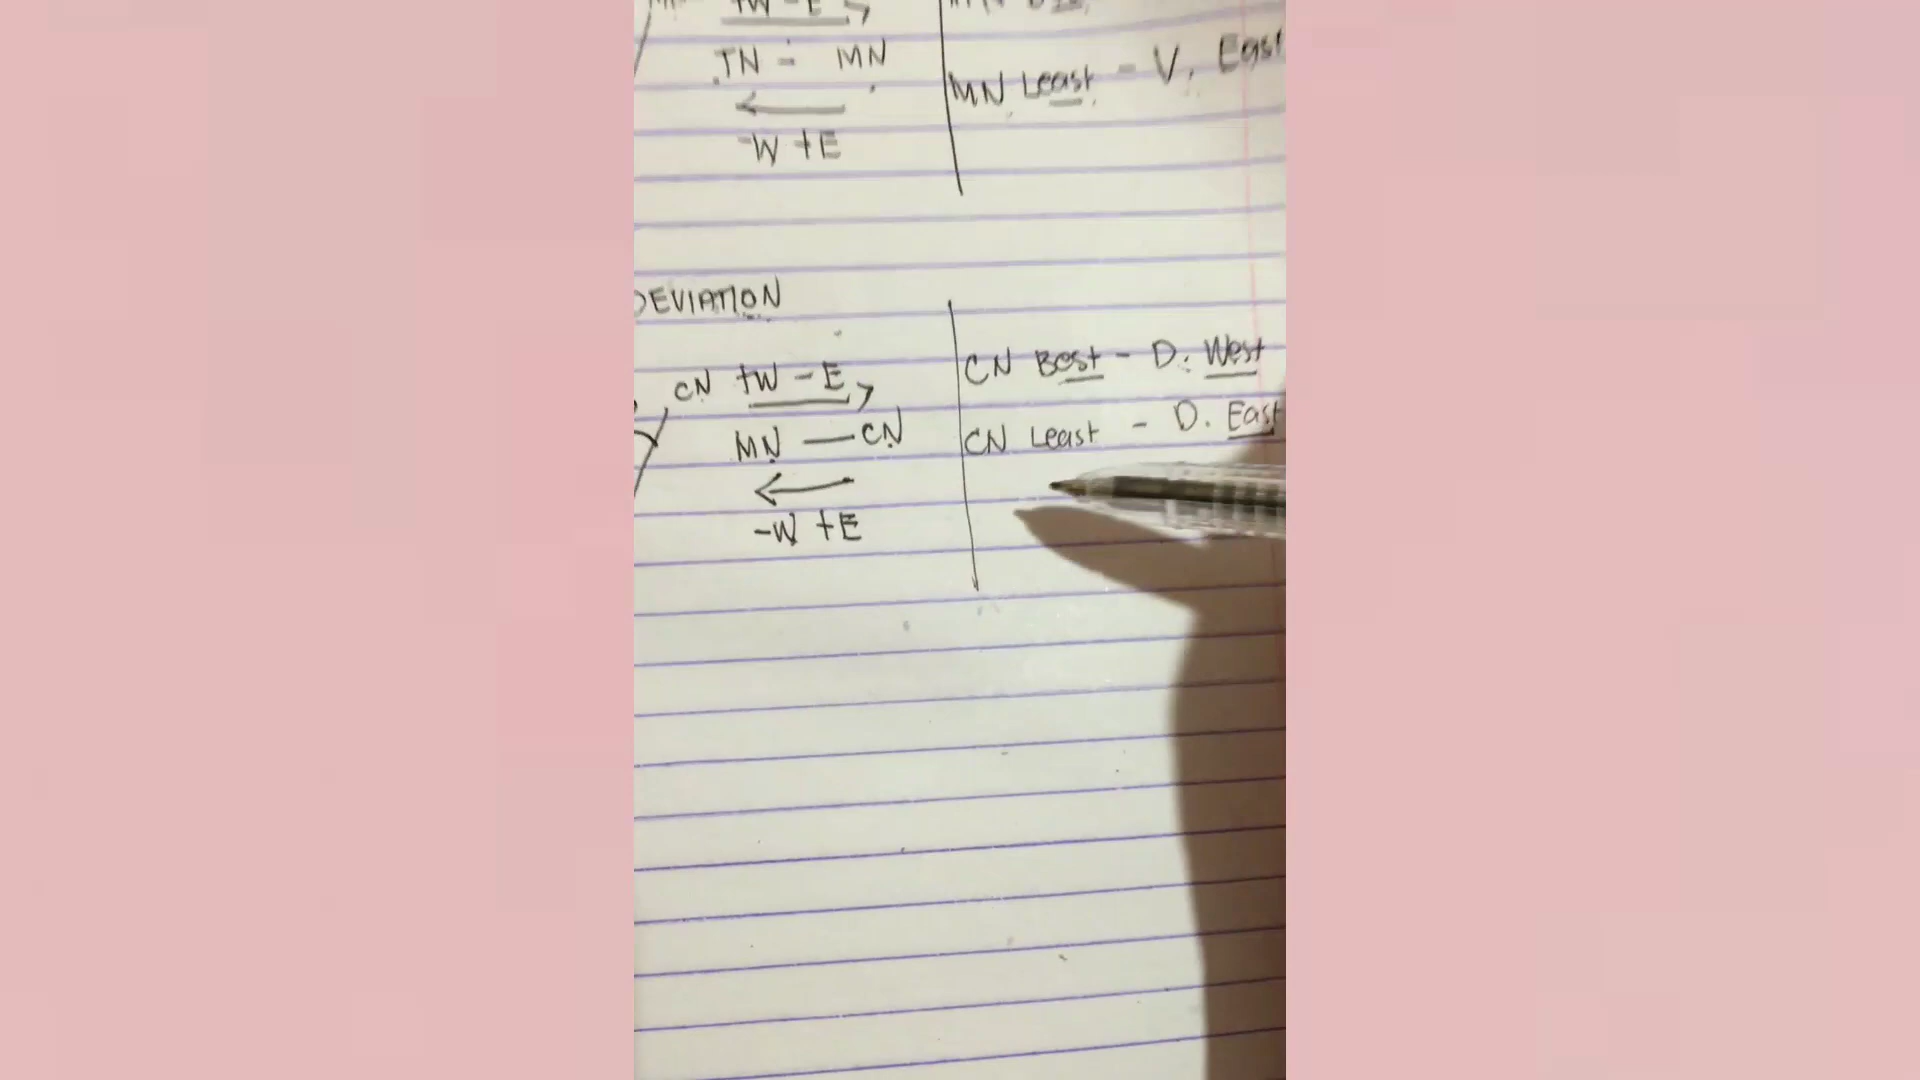 +W - E
TN - MN
MN Least - V. East
-W +E
DEVIATION
CN +W - E
CN Best - D. West
MN — CN
CN Least - D. East
-W +E